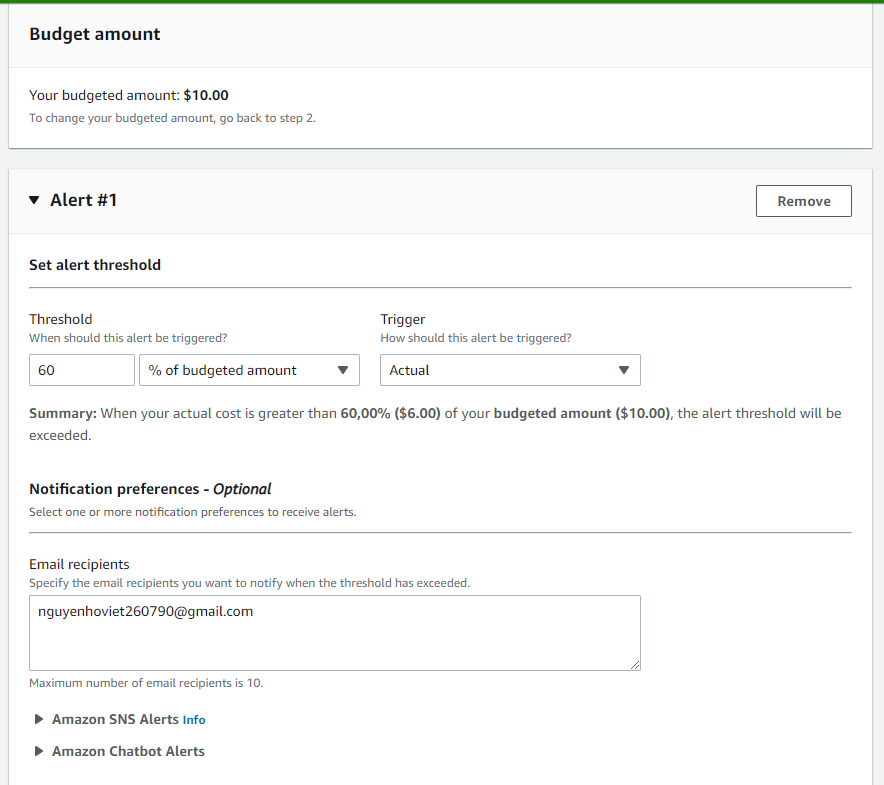 Budget amount
Your budgeted amount: $10.00
To change your budgeted amount, go back to step 2.
Alert #1
Remove
Set alert threshold
Threshold
When should this alert be triggered?
60
% of budgeted amount
Trigger
How should this alert be triggered?
Actual
Summary: When your actual cost is greater than 60,00% ($6.00) of your budgeted amount ($10.00), the alert threshold will be
exceeded.
Notification preferences - Optional
Select one or more notification preferences to receive alerts.
Email recipients
Specify the email recipients you want to notify when the threshold has exceeded.
nguyenhoviet260790@gmail.com
Maximum number of email recipients is 10.
Amazon SNS Alerts Info
Amazon Chatbot Alerts